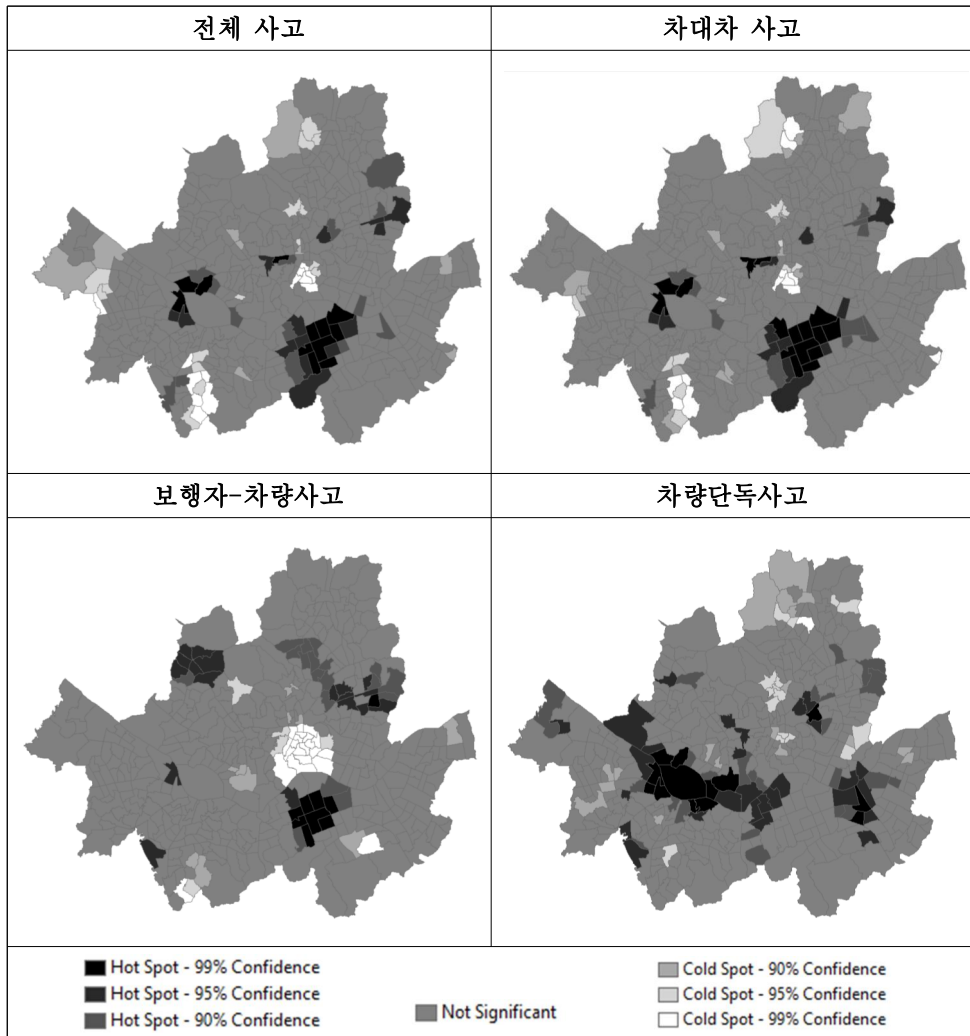 전체 사고
차대차 사고
보행자-차량사고
차량단독사고
Hot Spot - 99% Confidence
Hot Spot - 95% Confidence
Hot Spot - 90% Confidence
Not Significant
Cold Spot - 90% Confidence
Cold Spot - 95% Confidence
Cold Spot - 99% Confidence